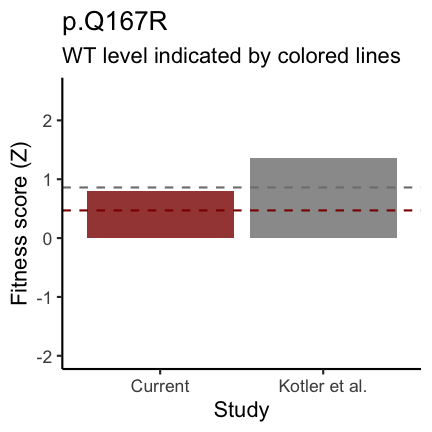 p.Q167R
WT level indicated by colored lines
Fitness score (Z)
2
1
0
-1
-2
Current
Kotler et al.
Study